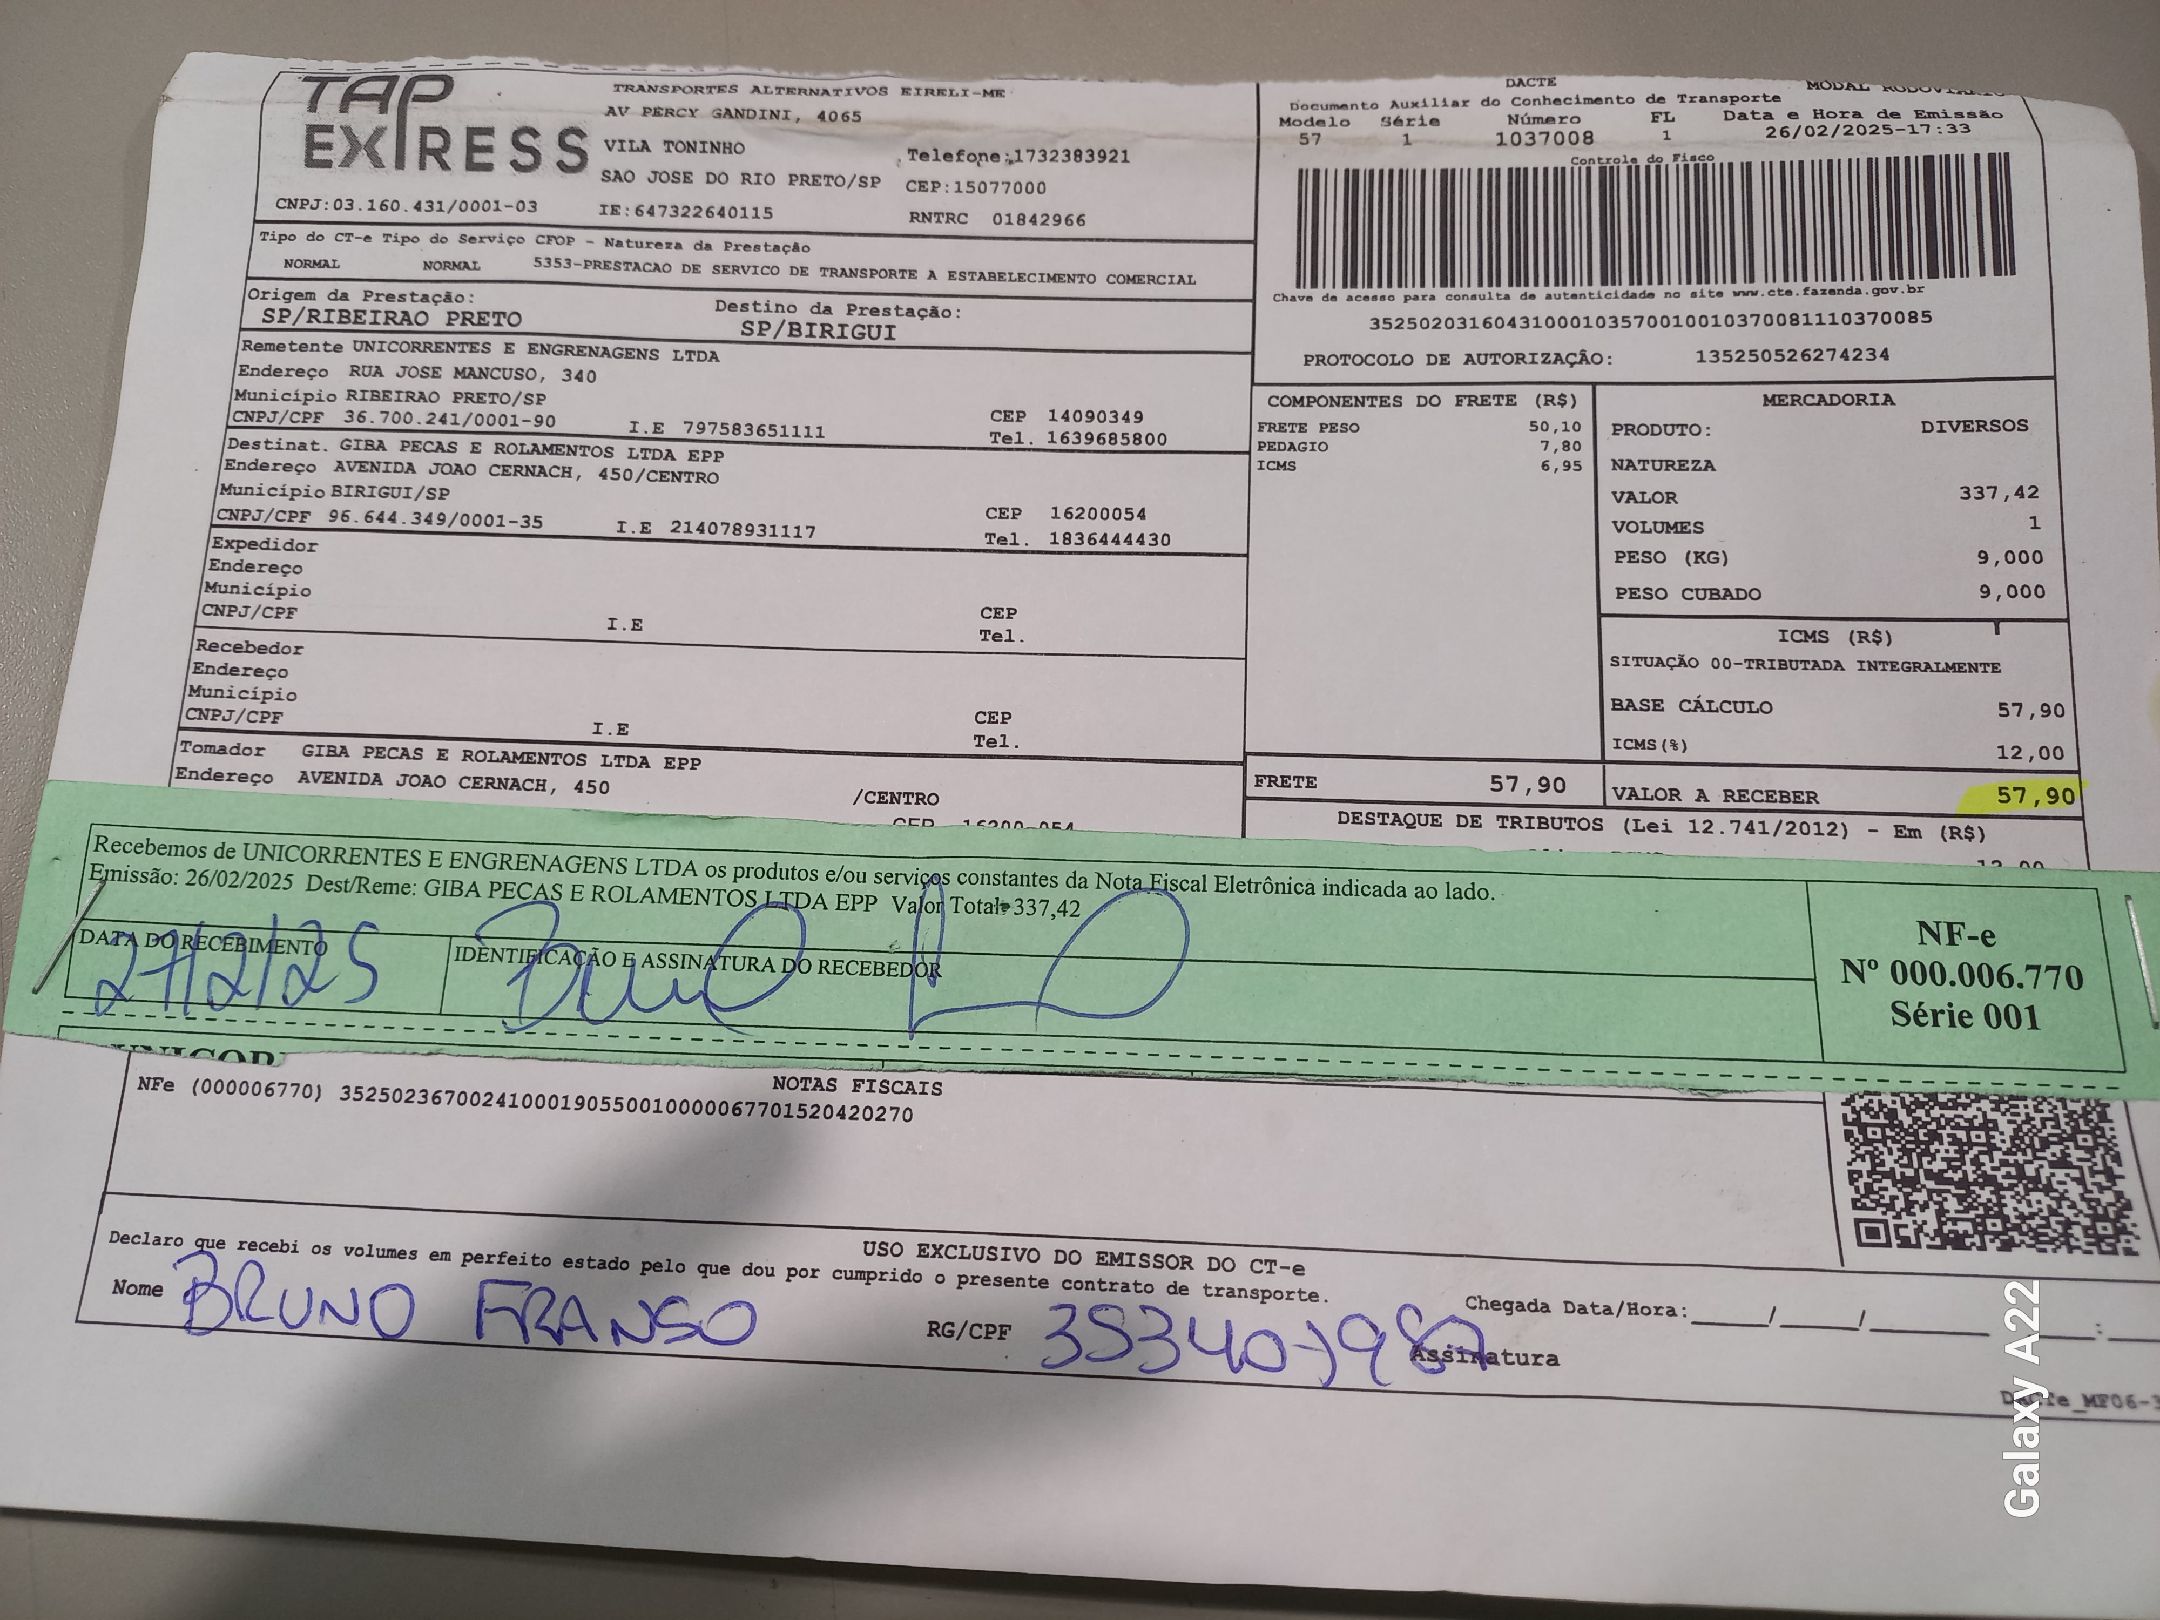 TAP EXPRESS
TRANSPORTES ALTERNATIVOS EIRELI-ME
AV PERCY GANDINI, 4065
VILA TONINHO
Telefone:1732383921
SAO JOSE DO RIO PRETO/SP CEP:15077000
CNPJ:03.160.431/0001-03 IE:647322640115 RNTRC 01842966
DACTE
MODAL RODOVIARIO
Documento Auxiliar do Conhecimento de Transporte
Modelo Série Número FL Data e Hora de Emissão
57 1 1037008 1 26/02/2025-17:33
Controle do Fisco
Chave de acesso para consulta de autenticidade no site www.cte.fazenda.gov.br
35250203160431000103570010010370081110370085
PROTOCOLO DE AUTORIZAÇÃO: 135250526274234
Tipo do CT-e Tipo do Serviço CFOP - Natureza da Prestação
NORMAL NORMAL 5353-PRESTACAO DE SERVICO DE TRANSPORTE A ESTABELECIMENTO COMERCIAL
Origem da Prestação: Destino da Prestação:
SP/RIBEIRAO PRETO SP/BIRIGUI
Remetente UNICORRENTES E ENGRENAGENS LTDA
Endereço RUA JOSE MANCUSO, 340
Município RIBEIRAO PRETO/SP CEP 14090349
CNPJ/CPF 36.700.241/0001-90 I.E 797583651111 Tel. 1639685800
Destinat. GIBA PECAS E ROLAMENTOS LTDA EPP
Endereço AVENIDA JOAO CERNACH, 450/CENTRO
Município BIRIGUI/SP CEP 16200054
CNPJ/CPF 96.644.349/0001-35 I.E 214078931117 Tel. 1836444430
Expedidor
Endereço
Município CEP
CNPJ/CPF I.E Tel.
Recebedor
Endereço
Município CEP
CNPJ/CPF I.E Tel.
Tomador GIBA PECAS E ROLAMENTOS LTDA EPP
Endereço AVENIDA JOAO CERNACH, 450 /CENTRO
CEP 16200-054
COMPONENTES DO FRETE (R$)
FRETE PESO 50,10
PEDAGIO 7,80
ICMS 6,95
FRETE 57,90
MERCADORIA
PRODUTO: DIVERSOS
NATUREZA
VALOR 337,42
VOLUMES 1
PESO (KG) 9,000
PESO CUBADO 9,000
ICMS (R$)
SITUAÇÃO 00-TRIBUTADA INTEGRALMENTE
BASE CÁLCULO 57,90
ICMS(%) 12,00
VALOR A RECEBER 57,90
DESTAQUE DE TRIBUTOS (Lei 12.741/2012) - Em (R$)
Recebemos de UNICORRENTES E ENGRENAGENS LTDA os produtos e/ou serviços constantes da Nota Fiscal Eletrônica indicada ao lado.
Emissão: 26/02/2025 Dest/Reme: GIBA PECAS E ROLAMENTOS LTDA EPP Valor Total: 337,42
DATA DO RECEBIMENTO IDENTIFICAÇÃO E ASSINATURA DO RECEBEDOR
27/2/25
NF-e
Nº 000.006.770
Série 001
NOTAS FISCAIS
NFe (000006770) 35250236700241000190550010000067701520420270
USO EXCLUSIVO DO EMISSOR DO CT-e
Declaro que recebi os volumes em perfeito estado pelo que dou por cumprido o presente contrato de transporte.
Nome BRUNO FRANSO RG/CPF
Chegada Data/Hora:____/____/______ ___:___
Assinatura
Galaxy A22